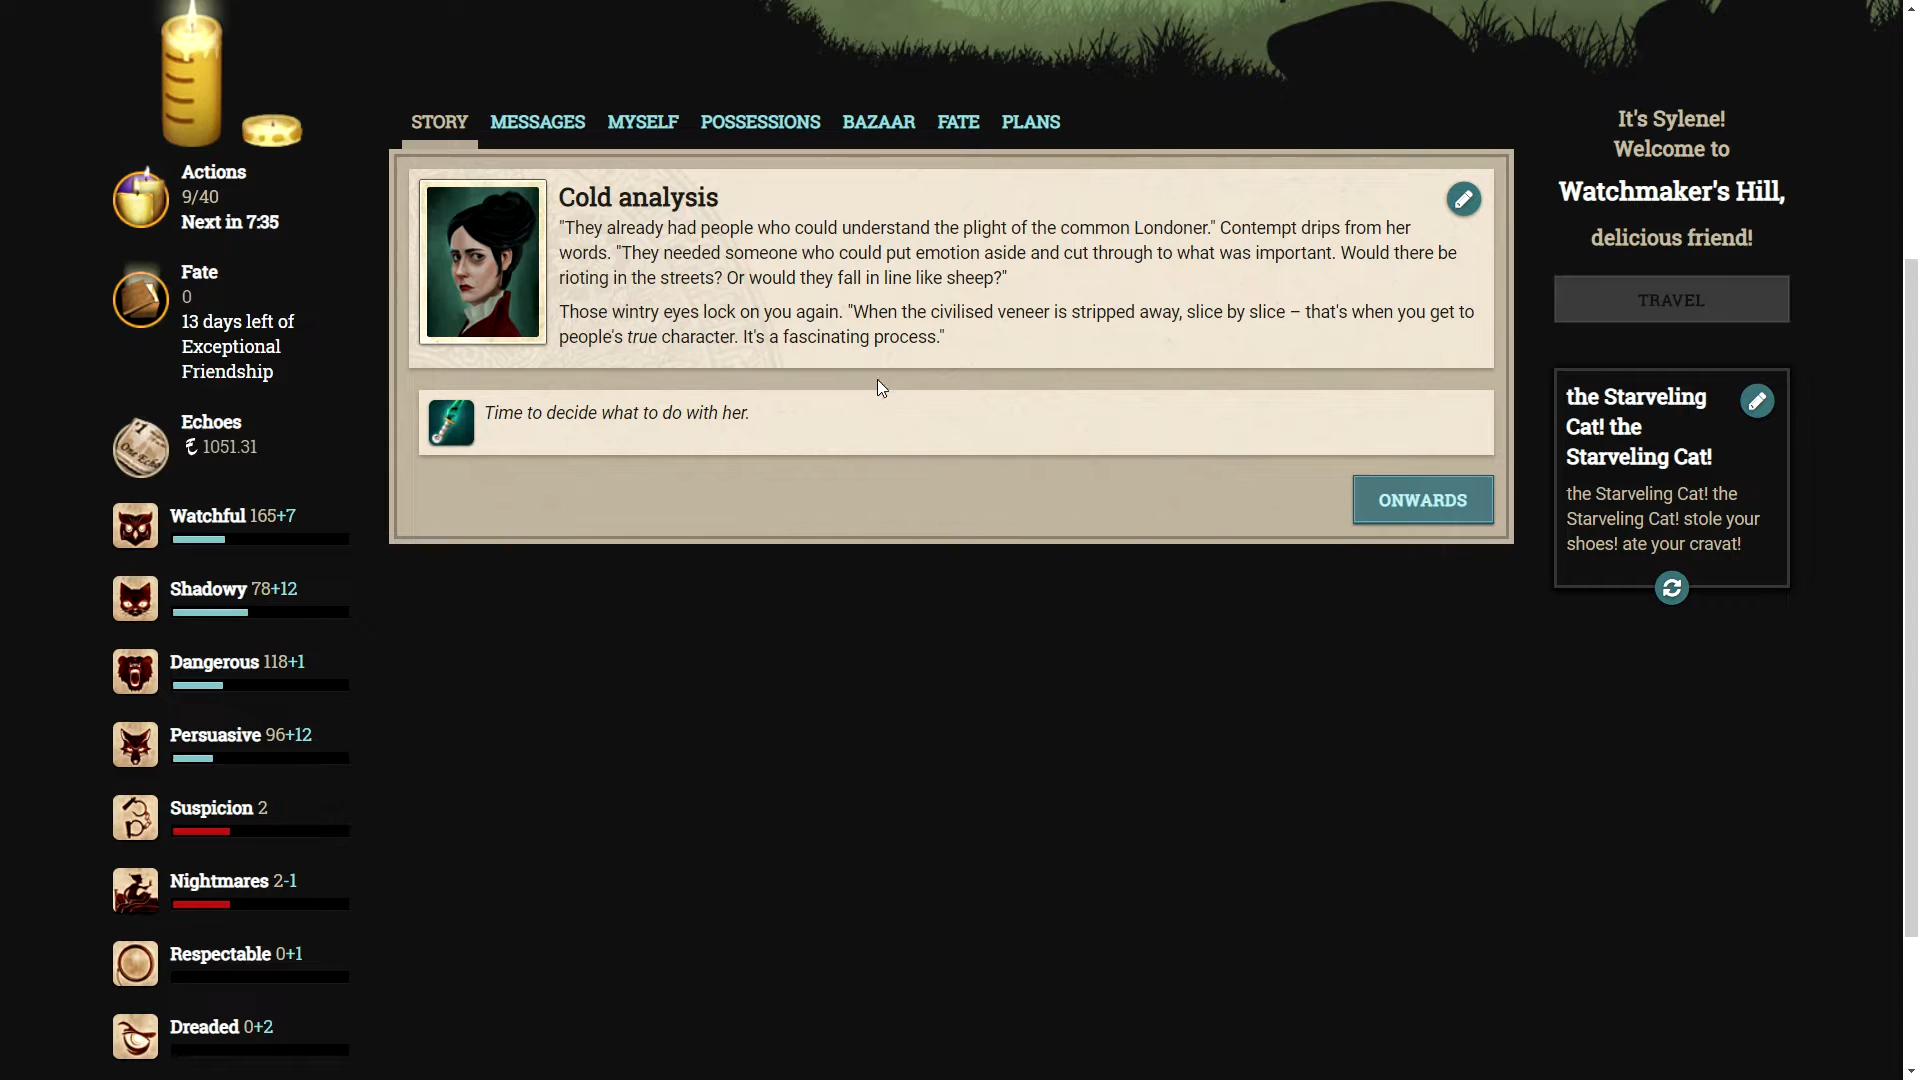 STORY MESSAGES MYSELF POSSESSIONS BAZAAR FATE PLANS
Actions
9/40
Next in 7:35
Fate
0
13 days left of
Exceptional
Friendship
Echoes
1051.31
Watchful 165+7
Shadowy 78+12
Dangerous 118+1
Persuasive 96+12
Suspicion 2
Nightmares 2-1
Respectable 0+1
Dreaded 0+2
Cold analysis
"They already had people who could understand the plight of the common Londoner." Contempt drips from her
words. "They needed someone who could put emotion aside and cut through to what was important. Would there be
rioting in the streets? Or would they fall in line like sheep?"
Those wintry eyes lock on you again. "When the civilised veneer is stripped away, slice by slice – that's when you get to
people's true character. It's a fascinating process."
Time to decide what to do with her.
ONWARDS
It's Sylene!
Welcome to
Watchmaker's Hill,
delicious friend!
TRAVEL
the Starveling
Cat! the
Starveling Cat!
the Starveling Cat! the
Starveling Cat! stole your
shoes! ate your cravat!